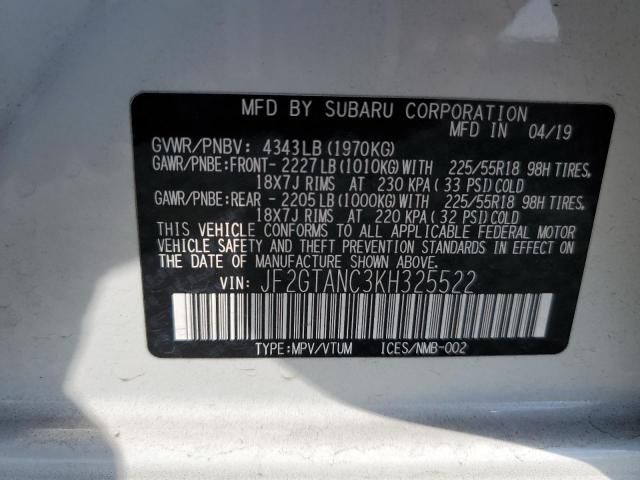 MFD BY SUBARU CORPORATION
MFD IN 04/19
GVWR/PNBV: 4343LB (1970KG)
GAWR/PNBE:FRONT- 2227LB (1010KG)WITH 225/55R18 98H TIRES,
18X7J RIMS AT 230 KPA (33 PSI)COLD
GAWR/PNBE:REAR - 2205LB (1000KG)WITH 225/55R18 98H TIRES,
18X7J RIMS AT 220 KPA (32 PSI)COLD
THIS VEHICLE CONFORMS TO ALL APPLICABLE FEDERAL MOTOR
VEHICLE SAFETY AND THEFT PREVENTION STANDARDS IN EFFECT ON
THE DATE OF MANUFACTURE SHOWN ABOVE.
VIN: JF2GTANC3KH325522
TYPE:MPV/VTUM ICES/NMB-002